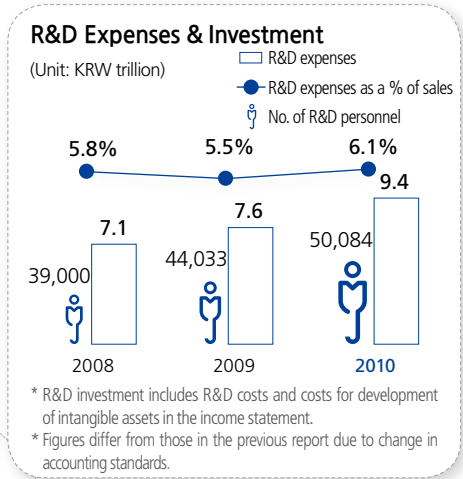 R&D Expenses & Investment
(Unit: KRW trillion)
R&D expenses
R&D expenses as a % of sales
No. of R&D personnel
5.8%
5.5%
6.1%
7.1
7.6
9.4
39,000
44,033
50,084
2008
2009
2010
* R&D investment includes R&D costs and costs for development
of intangible assets in the income statement.
* Figures differ from those in the previous report due to change in
accounting standards.